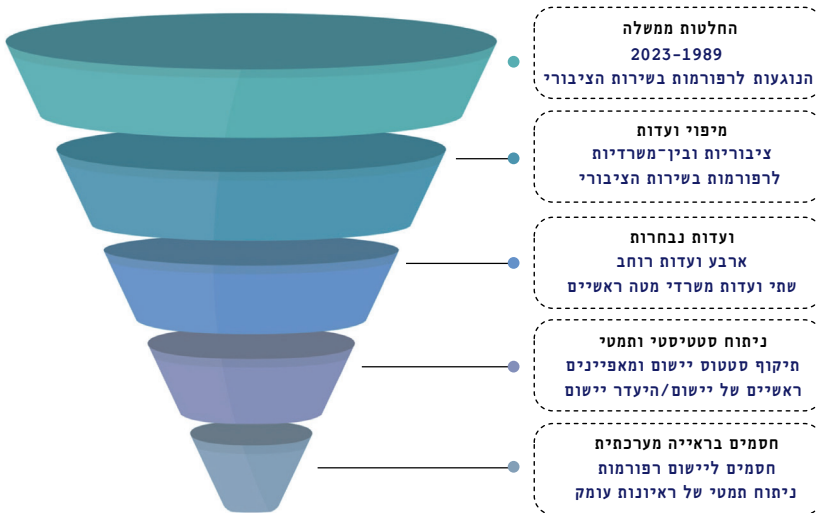 החלטות ממשלה
2023-1989
הנוגעות לרפורמות בשירות הציבורי
מיפוי ועדות
ציבוריות ובין־משרדיות
לרפורמות בשירות הציבורי
ועדות נבחרות
ארבע ועדות רוחב
שתי ועדות משרדי מטה ראשיים
ניתוח סטטיסטי ותמטי
תיקוף סטטוס יישום ומאפיינים
ראשיים של יישום/היעדר יישום
חסמים בראייה מערכתית
חסמים ליישום רפורמות
ניתוח תמטי של ראיונות עומק